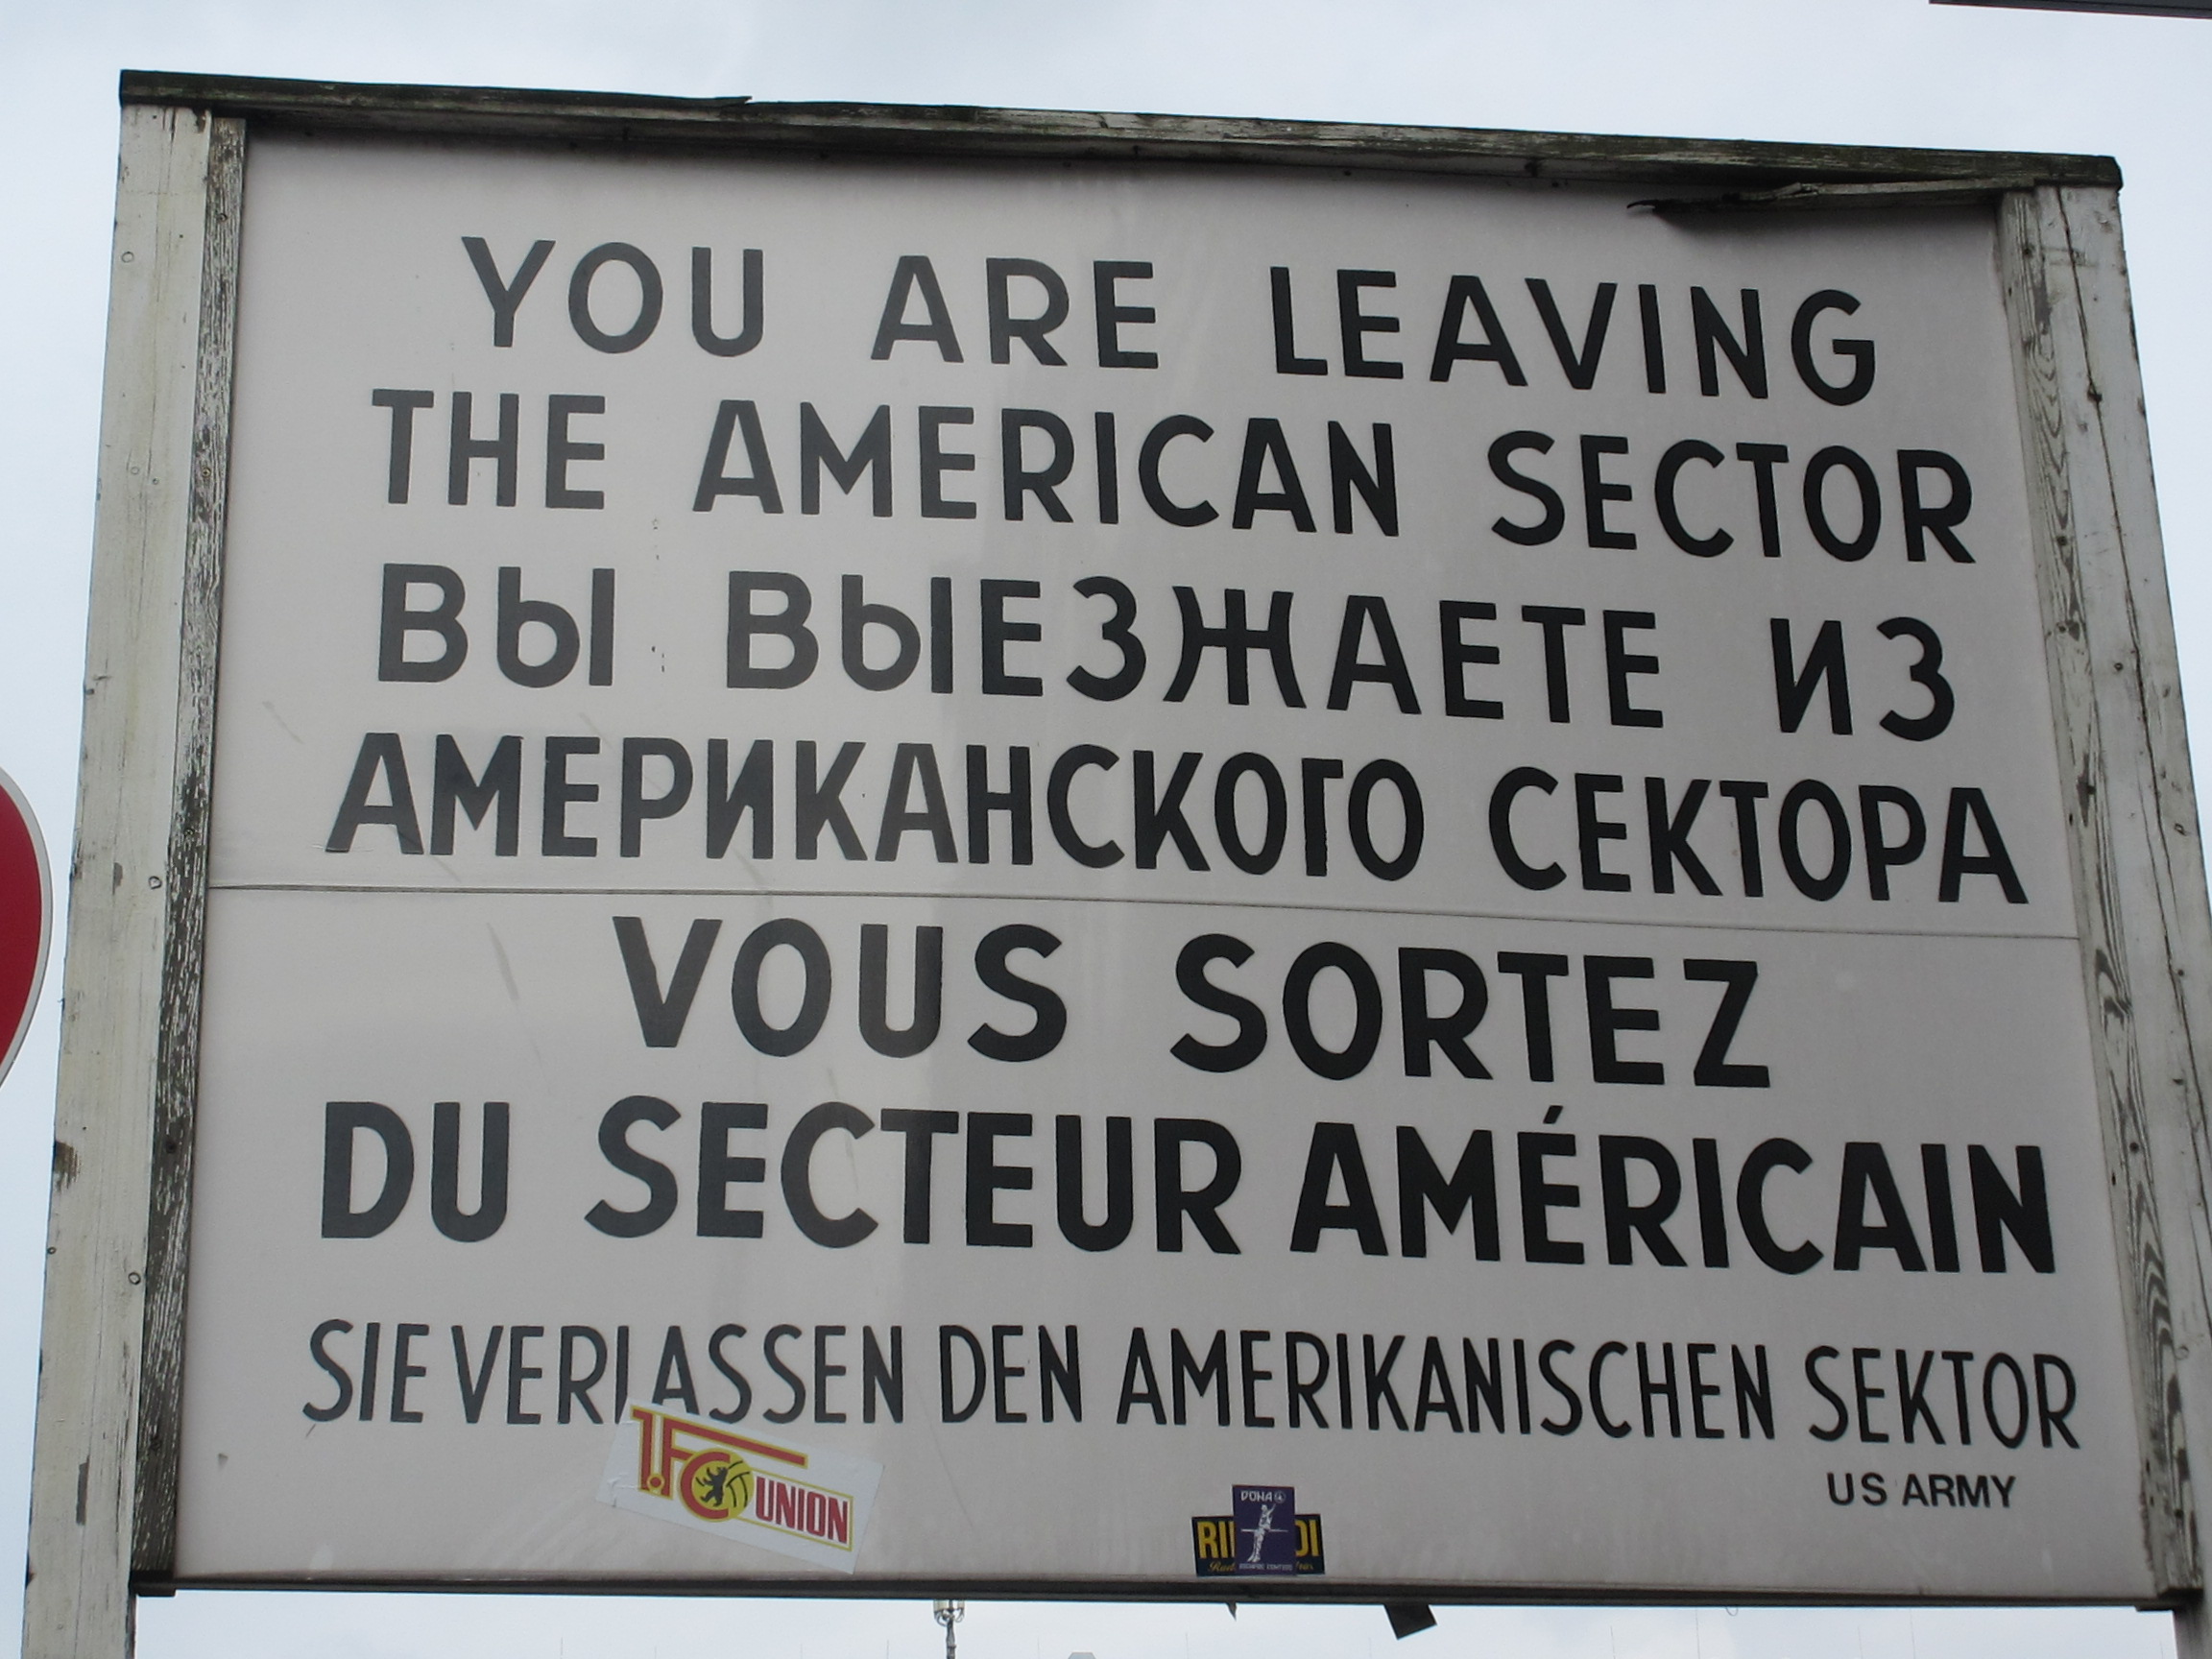 YOU ARE LEAVING
THE AMERICAN SECTOR
ВЫ ВЫЕЗЖАЕТЕ ИЗ
АМЕРИКАНСКОГО СЕКТОРА
VOUS SORTEZ
DU SECTEUR AMÉRICAIN
SIE VERLASSEN DEN AMERIKANISCHEN SEKTOR
US ARMY
1.FC UNION
DOHA